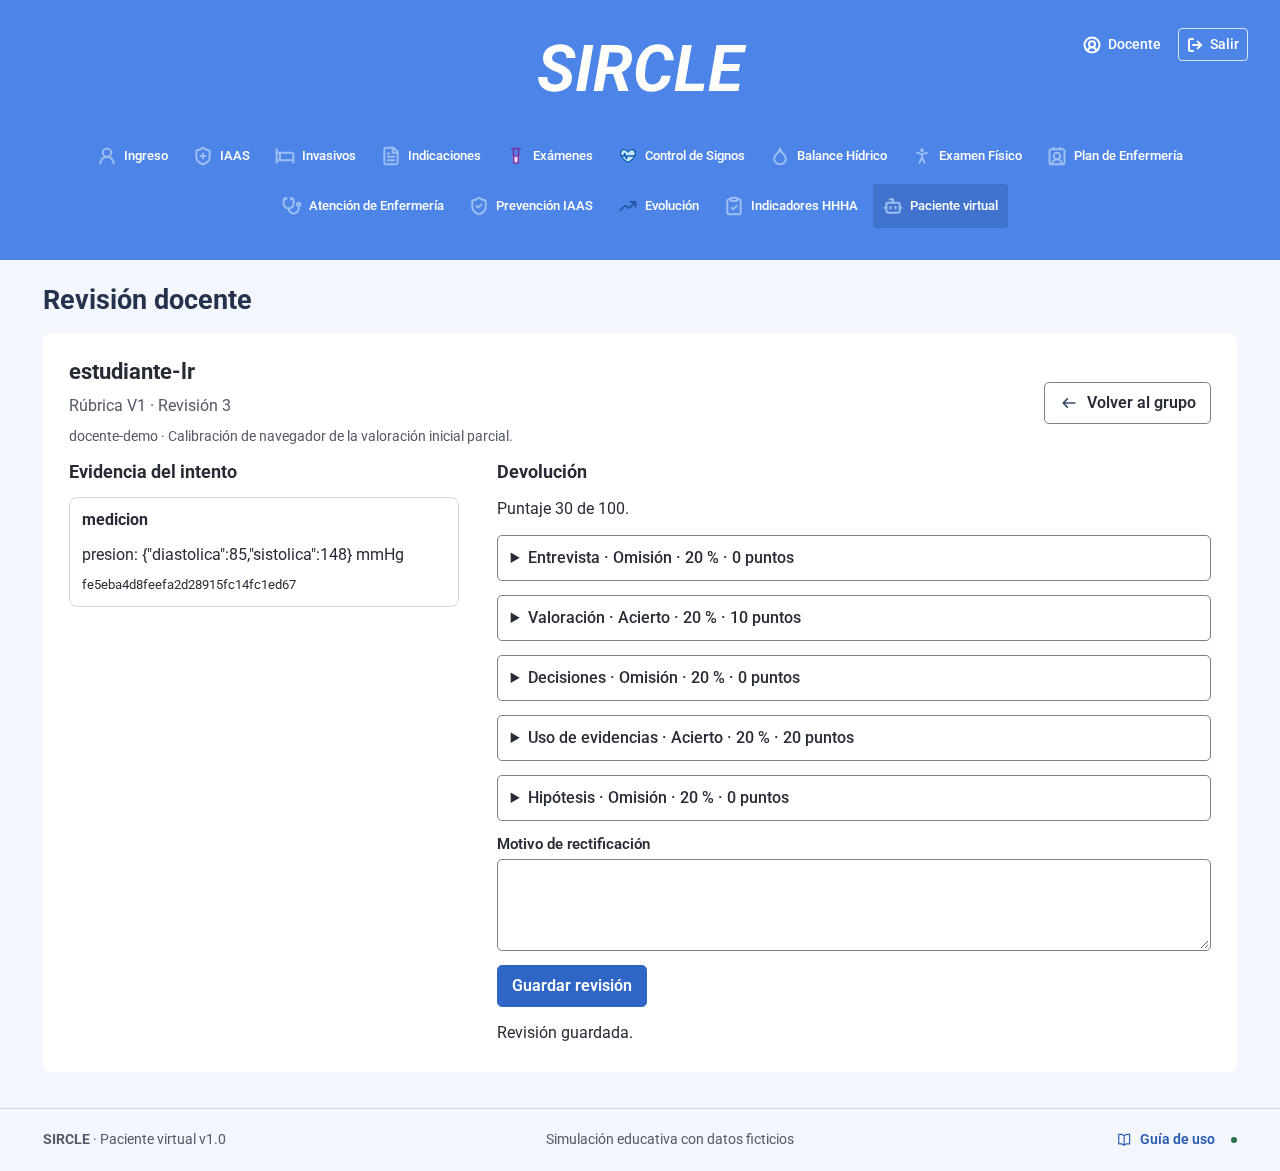 SIRCLE
Docente
Salir
Ingreso
IAAS
Invasivos
Indicaciones
Exámenes
Control de Signos
Balance Hídrico
Examen Físico
Plan de Enfermería
Atención de Enfermería
Prevención IAAS
Evolución
Indicadores HHHA
Paciente virtual
Revisión docente
estudiante-lr
Rúbrica V1 · Revisión 3
docente-demo · Calibración de navegador de la valoración inicial parcial.
Volver al grupo
Evidencia del intento
medicion
presion: {"diastolica":85,"sistolica":148} mmHg
fe5eba4d8feefa2d28915fc14fc1ed67
Devolución
Puntaje 30 de 100.
Entrevista · Omisión · 20 % · 0 puntos
Valoración · Acierto · 20 % · 10 puntos
Decisiones · Omisión · 20 % · 0 puntos
Uso de evidencias · Acierto · 20 % · 20 puntos
Hipótesis · Omisión · 20 % · 0 puntos
Motivo de rectificación
Guardar revisión
Revisión guardada.
SIRCLE · Paciente virtual v1.0
Simulación educativa con datos ficticios
Guía de uso